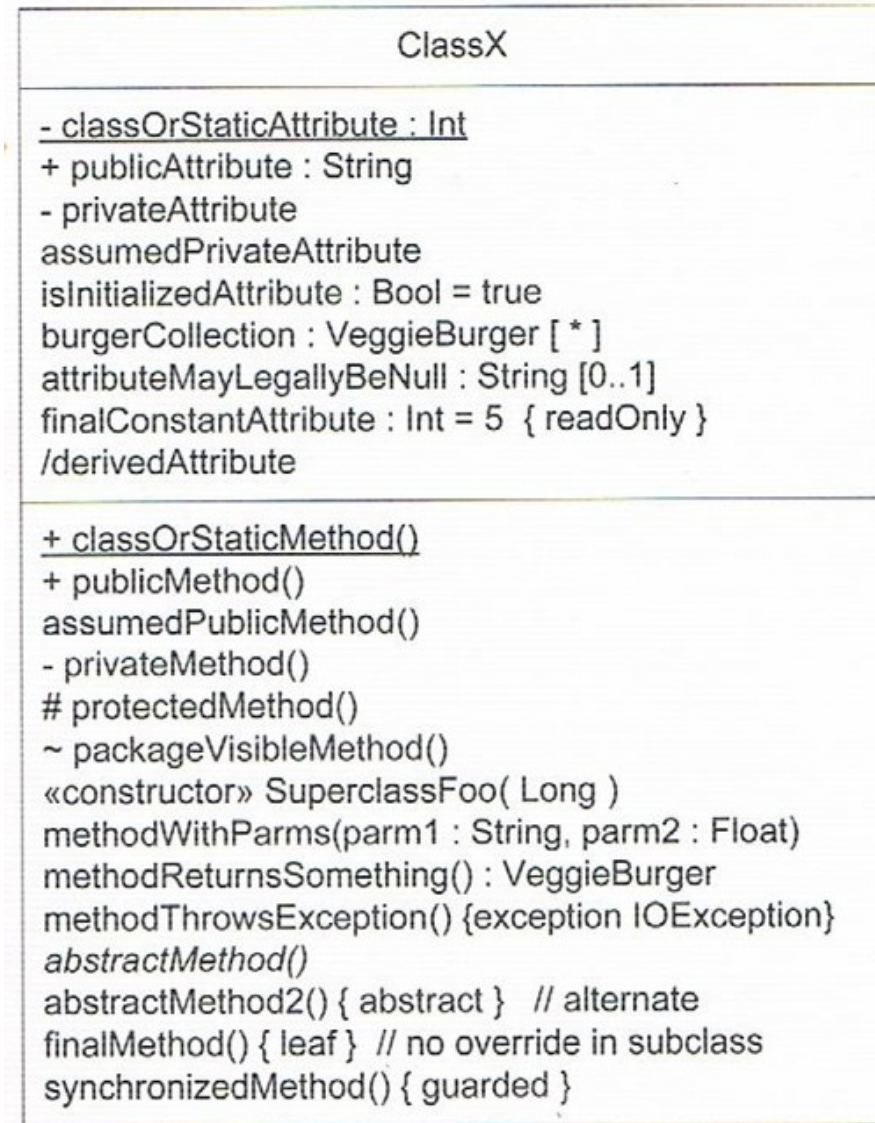 ClassX
- classOrStaticAttribute : Int
+ publicAttribute : String
- privateAttribute
assumedPrivateAttribute
isInitializedAttribute : Bool = true
burgerCollection : VeggieBurger [ * ]
attributeMayLegallyBeNull : String [0..1]
finalConstantAttribute : Int = 5 { readOnly }
/derivedAttribute
+ classOrStaticMethod()
+ publicMethod()
assumedPublicMethod()
- privateMethod()
# protectedMethod()
~ packageVisibleMethod()
«constructor» SuperclassFoo( Long )
methodWithParms(parm1 : String, parm2 : Float)
methodReturnsSomething() : VeggieBurger
methodThrowsException() {exception IOException}
abstractMethod()
abstractMethod2() { abstract } // alternate
finalMethod() { leaf } // no override in subclass
synchronizedMethod() { guarded }